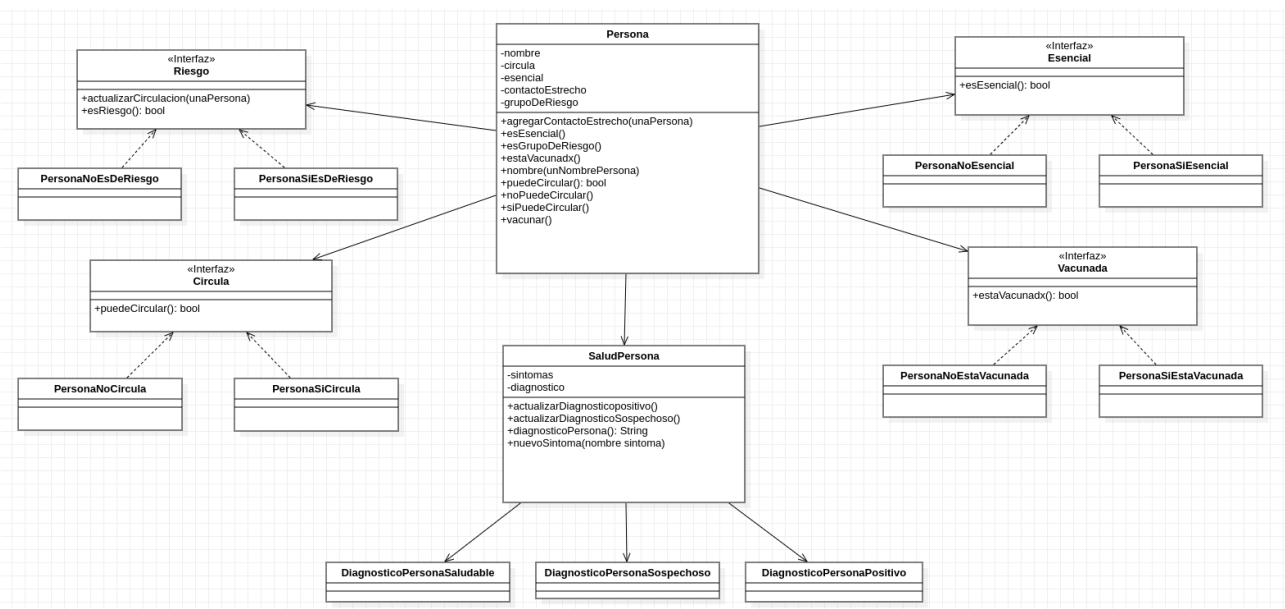 Persona
-nombre
-circula
-esencial
-contactoEstrecho
-grupoDeRiesgo
+agregarContactoEstrecho(unaPersona)
+esEsencial()
+esGrupoDeRiesgo()
+estaVacunadx()
+nombre(unNombrePersona)
+puedeCircular(): bool
+noPuedeCircular()
+siPuedeCircular()
+vacunar()
«Interfaz»
Riesgo
+actualizarCirculacion(unaPersona)
+esRiesgo(): bool
PersonaNoEsDeRiesgo
PersonaSiEsDeRiesgo
«Interfaz»
Esencial
+esEsencial(): bool
PersonaNoEsencial
PersonaSiEsencial
«Interfaz»
Circula
+puedeCircular(): bool
PersonaNoCircula
PersonaSiCircula
«Interfaz»
Vacunada
+estaVacunadx(): bool
PersonaNoEstaVacunada
PersonaSiEstaVacunada
SaludPersona
-sintomas
-diagnostico
+actualizarDiagnosticopositivo()
+actualizarDiagnosticoSospechoso()
+diagnosticoPersona(): String
+nuevoSintoma(nombre sintoma)
DiagnosticoPersonaSaludable
DiagnosticoPersonaSospechoso
DiagnosticoPersonaPositivo